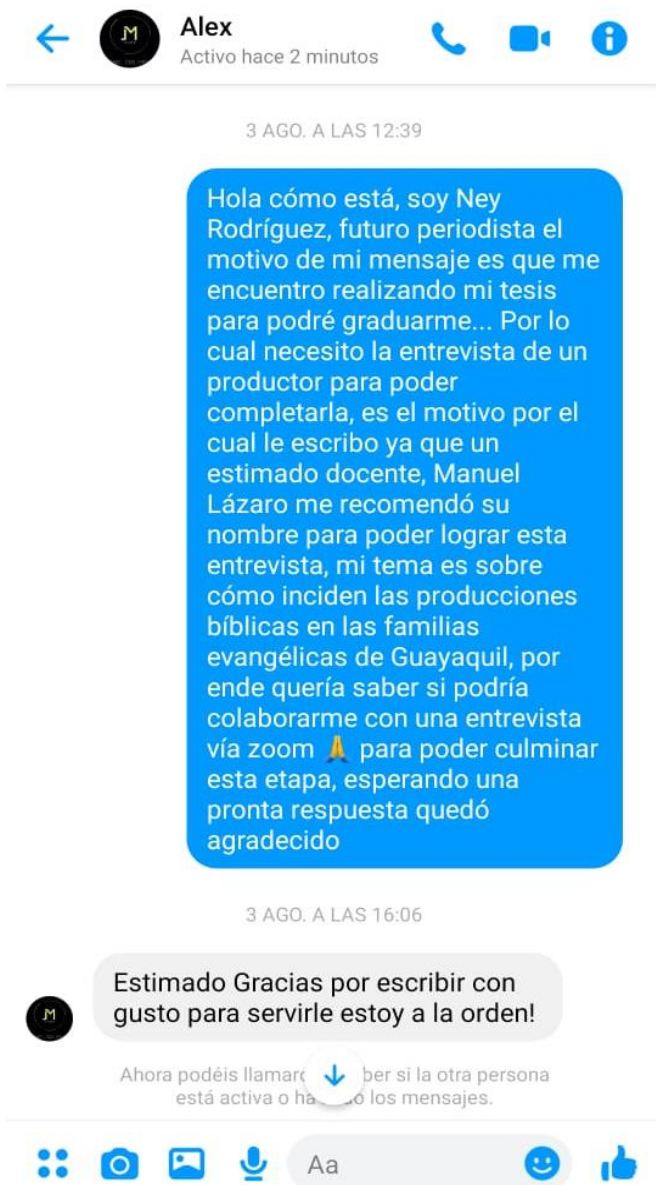 Alex
Activo hace 2 minutos
3 AGO. A LAS 12:39
Hola cómo está, soy Ney
Rodríguez, futuro periodista el
motivo de mi mensaje es que me
encuentro realizando mi tesis
para podré graduarme... Por lo
cual necesito la entrevista de un
productor para poder
completarla, es el motivo por el
cual le escribo ya que un
estimado docente, Manuel
Lázaro me recomendó su
nombre para poder lograr esta
entrevista, mi tema es sobre
cómo inciden las producciones
bíblicas en las familias
evangélicas de Guayaquil, por
ende quería saber si podría
colaborarme con una entrevista
vía zoom 🙏 para poder culminar
esta etapa, esperando una
pronta respuesta quedó
agradecido
3 AGO. A LAS 16:06
Estimado Gracias por escribir con
gusto para servirle estoy a la orden!
Ahora podéis si la otra persona
está activa o los mensajes.
Aa